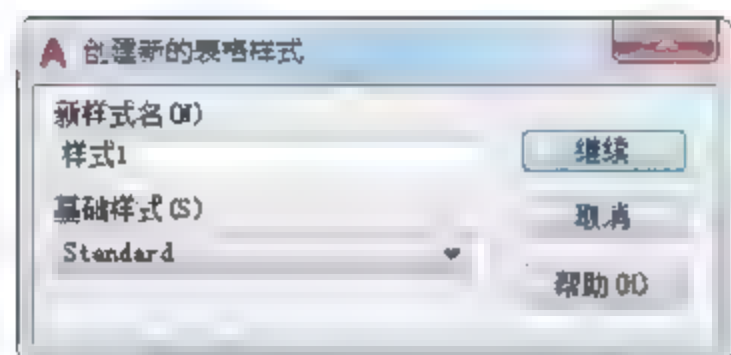 A 创建新的表格样式
新样式名(N)
样式1
继续
基础样式(S)
取消
Standard
帮助(H)